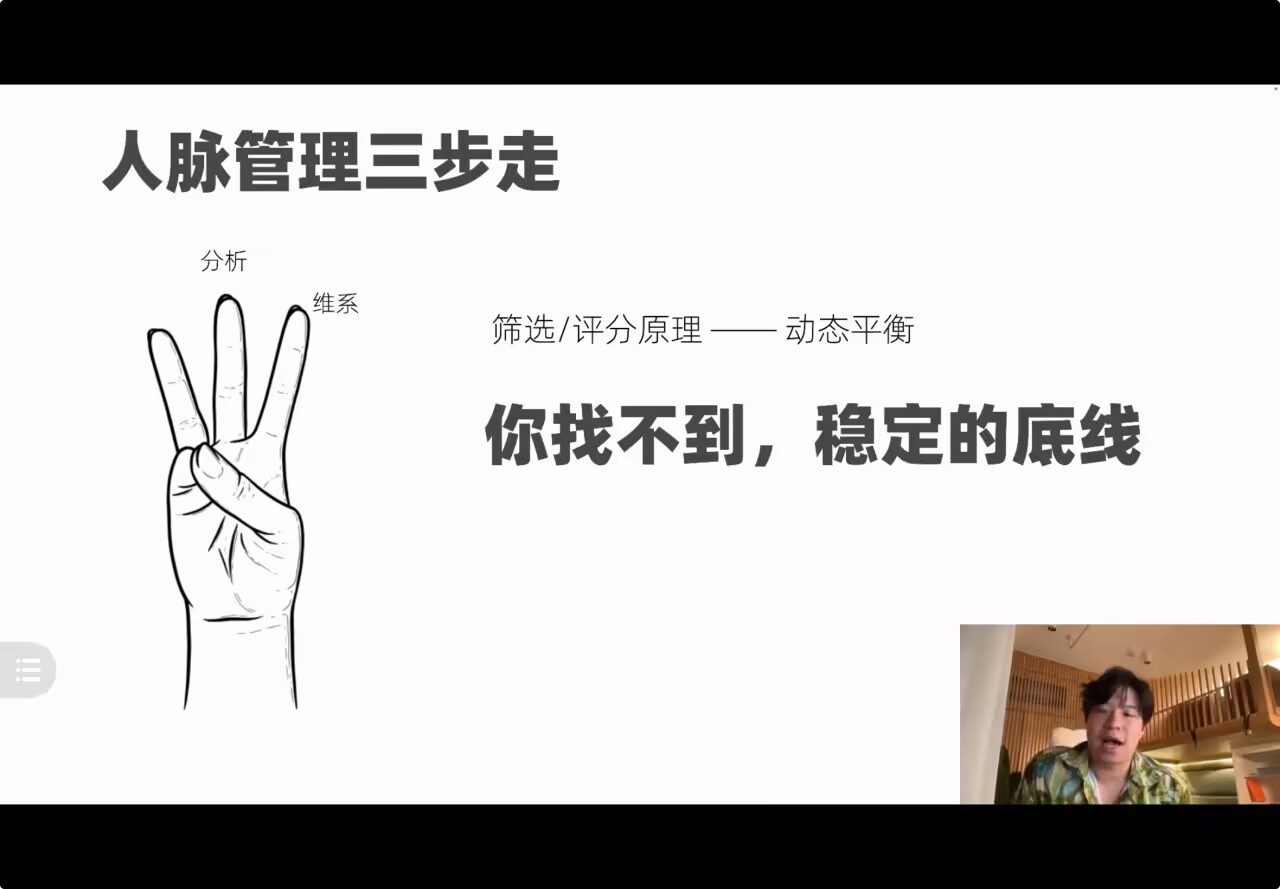 人脉管理三步走
分析
维系
筛选/评分原理 —— 动态平衡
你找不到，稳定的底线